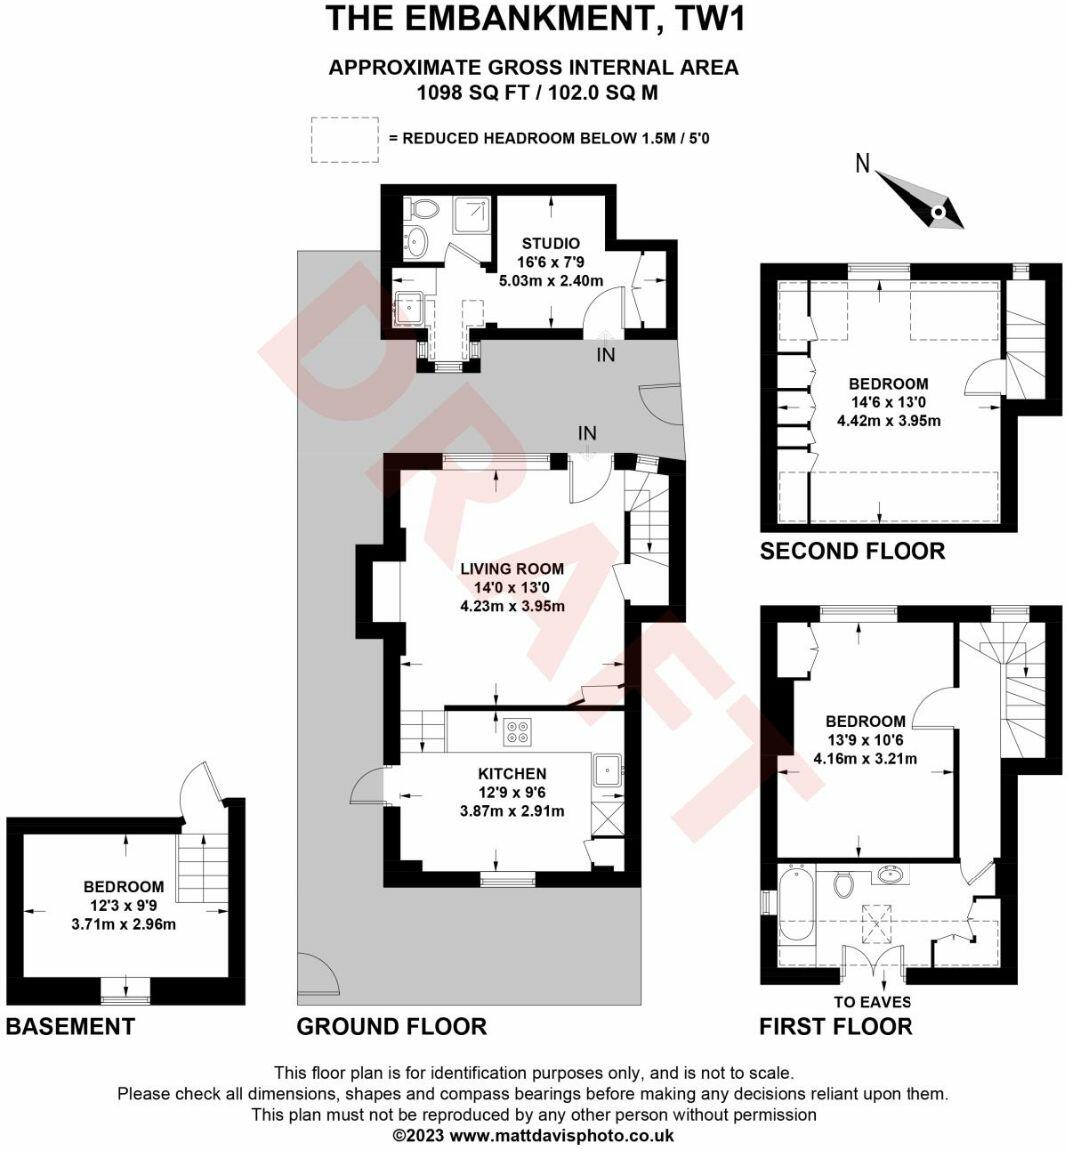 THE EMBANKMENT, TW1
APPROXIMATE GROSS INTERNAL AREA
1098 SQ FT / 102.0 SQ M
= REDUCED HEADROOM BELOW 1.5M / 5'0
N
STUDIO
16'6 x 7'9
5.03m x 2.40m
IN
IN
BEDROOM
14'6 x 13'0
4.42m x 3.95m
SECOND FLOOR
LIVING ROOM
14'0 x 13'0
4.23m x 3.95m
BEDROOM
13'9 x 10'6
4.16m x 3.21m
KITCHEN
12'9 x 9'6
3.87m x 2.91m
BEDROOM
12'3 x 9'9
3.71m x 2.96m
TO EAVES
BASEMENT
GROUND FLOOR
FIRST FLOOR
DRAFT
This floor plan is for identification purposes only, and is not to scale.
Please check all dimensions, shapes and compass bearings before making any decisions reliant upon them.
This plan must not be reproduced by any other person without permission
©2023 www.mattdavisphoto.co.uk